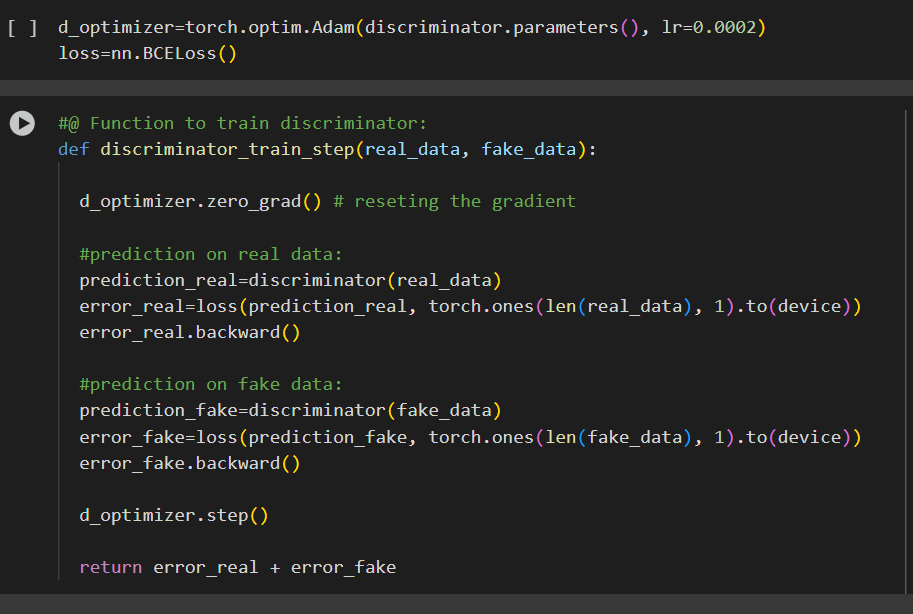 [ ] d_optimizer=torch.optim.Adam(discriminator.parameters(), lr=0.0002)
loss=nn.BCELoss()
#@ Function to train discriminator:
def discriminator_train_step(real_data, fake_data):
d_optimizer.zero_grad() # reseting the gradient
#prediction on real data:
prediction_real=discriminator(real_data)
error_real=loss(prediction_real, torch.ones(len(real_data), 1).to(device))
error_real.backward()
#prediction on fake data:
prediction_fake=discriminator(fake_data)
error_fake=loss(prediction_fake, torch.ones(len(fake_data), 1).to(device))
error_fake.backward()
d_optimizer.step()
return error_real + error_fake